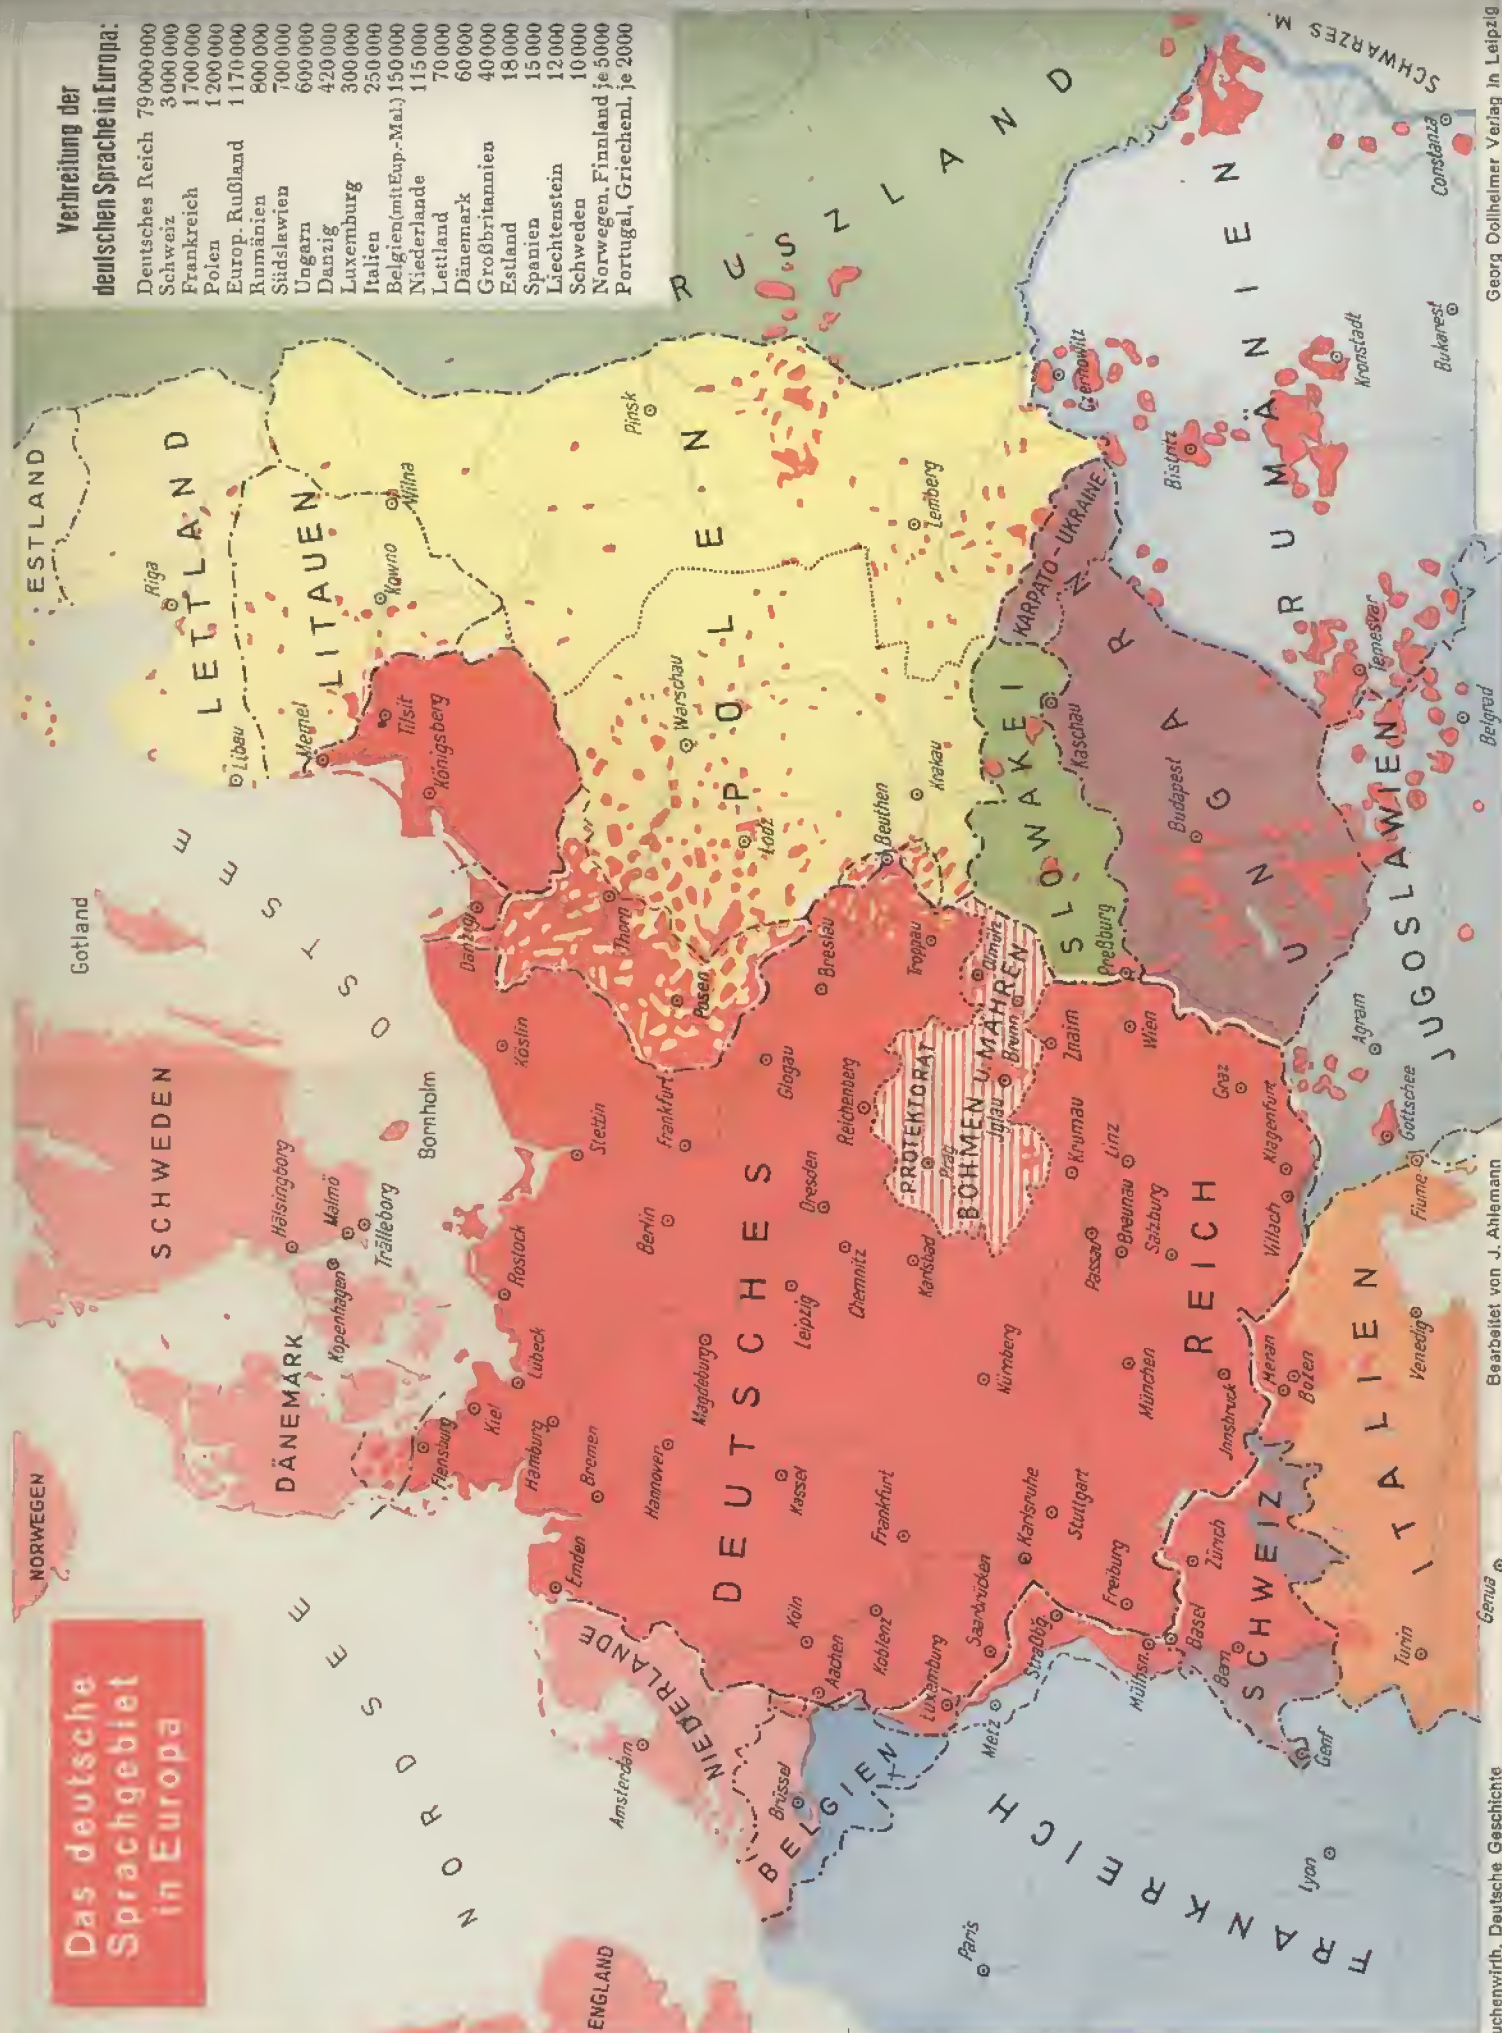 Das deutsche
Sprachgebiet
in Europa
Verbreitung der
deutschen Sprache in Europa:
Deutsches Reich 79000000
Schweiz 3000000
Frankreich 1700000
Polen 1200000
Europ. Rußland 1170000
Rumänien 800000
Südslawien 700000
Ungarn 600000
Danzig 420000
Luxemburg 300000
Italien 250000
Belgien (mit Eup.-Mal.) 150000
Niederlande 115000
Lettland 70000
Dänemark 60000
Großbritannien 40000
Estland 18000
Spanien 15000
Liechtenstein 12000
Schweden 10000
Norwegen, Finnland je 5000
Portugal, Griechenl. je 2000
NORWEGEN
SCHWEDEN
Gotland
ESTLAND
Riga
LETTLAND
Libau
Memel
LITAUEN
Kowno
Wilna
Tilsit
Königsberg
OSTSEE
Bornholm
Hälsingborg
Malmö
Trälleborg
Kopenhagen
DÄNEMARK
NORDSEE
ENGLAND
Flensburg
Kiel
Lübeck
Rostock
Hamburg
Bremen
Emden
Stettin
Köslin
Danzig
Thorn
Posen
Pinsk
POLEN
Warschau
Lodz
Lemberg
Krakau
Beuthen
RUSZLAND
Amsterdam
NIEDERLANDE
Brüssel
BELGIEN
Hannover
Magdeburg
Berlin
Frankfurt
DEUTSCHES
REICH
Köln
Aachen
Koblenz
Kassel
Frankfurt
Leipzig
Chemnitz
Dresden
Glogau
Breslau
Reichenberg
Troppau
Karlsbad
PROTEKTORAT
BÖHMEN U. MÄHREN
Prag
Jglau
Brünn
Olmütz
Luxemburg
Saarbrücken
Metz
Straßbg.
Karlsruhe
Stuttgart
Nürnberg
Freiburg
Mülhsn.
München
Passau
Braunau
Salzburg
Linz
Krumau
Znaim
Wien
Preßburg
SLOWAKEI
Kaschau
KARPATO-UKRAINE
UNGARN
Budapest
Czernowitz
Bistritz
Kronstadt
RUMÄNIEN
Temesvar
Bukarest
Constanza
SCHWARZES M.
Paris
FRANKREICH
Lyon
Genf
Bern
Basel
Zürich
SCHWEIZ
Jnnsbruck
Meran
Bozen
Villach
Klagenfurt
Graz
ITALIEN
Turin
Genua
Venedig
Fiume
Gottschee
Agram
JUGOSLAWIEN
Belgrad
Deutsche Geschichte
Bearbeitet von J. Ahlemann
Georg Dollheimer Verlag in Leipzig